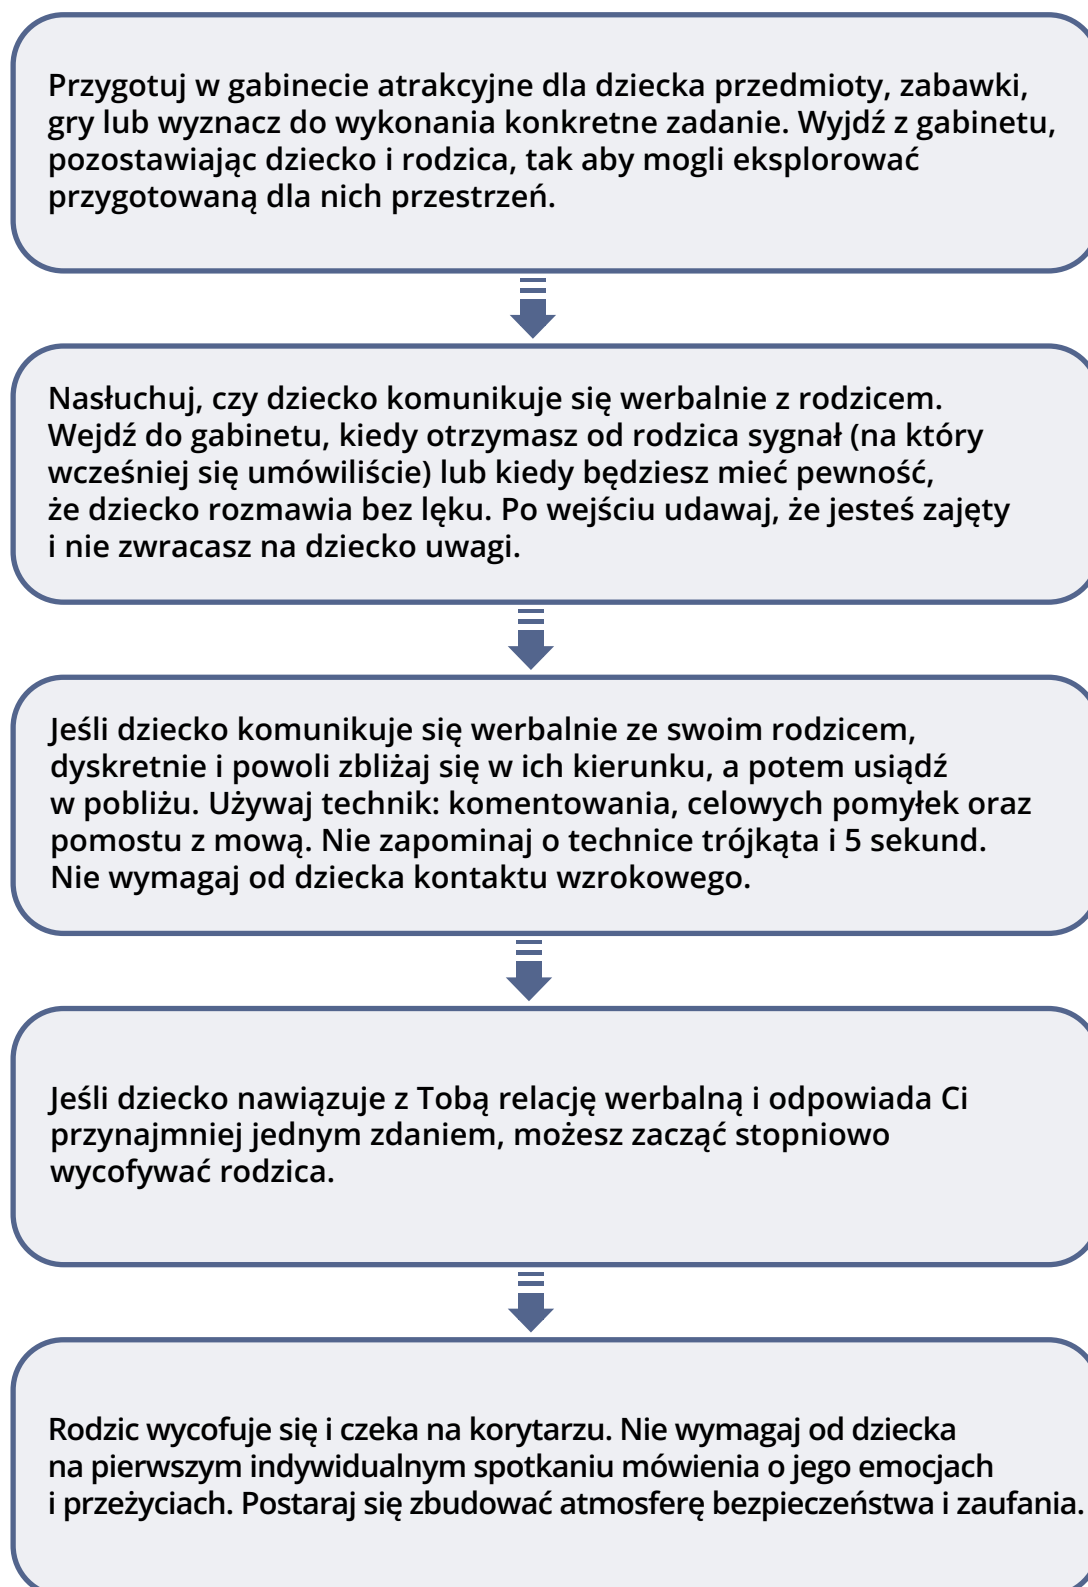 Przygotuj w gabinecie atrakcyjne dla dziecka przedmioty, zabawki,
gry lub wyznacz do wykonania konkretne zadanie. Wyjdź z gabinetu,
pozostawiając dziecko i rodzica, tak aby mogli eksplorować
przygotowaną dla nich przestrzeń.
Nasłuchuj, czy dziecko komunikuje się werbalnie z rodzicem.
Wejdź do gabinetu, kiedy otrzymasz od rodzica sygnał (na który
wcześniej się umówiliście) lub kiedy będziesz mieć pewność,
że dziecko rozmawia bez lęku. Po wejściu udawaj, że jesteś zajęty
i nie zwracasz na dziecko uwagi.
Jeśli dziecko komunikuje się werbalnie ze swoim rodzicem,
dyskretnie i powoli zbliżaj się w ich kierunku, a potem usiądź
w pobliżu. Używaj technik: komentowania, celowych pomyłek oraz
pomostu z mową. Nie zapominaj o technice trójkąta i 5 sekund.
Nie wymagaj od dziecka kontaktu wzrokowego.
Jeśli dziecko nawiązuje z Tobą relację werbalną i odpowiada Ci
przynajmniej jednym zdaniem, możesz zacząć stopniowo
wycofywać rodzica.
Rodzic wycofuje się i czeka na korytarzu. Nie wymagaj od dziecka
na pierwszym indywidualnym spotkaniu mówienia o jego emocjach
i przeżyciach. Postaraj się zbudować atmosferę bezpieczeństwa i zaufania.